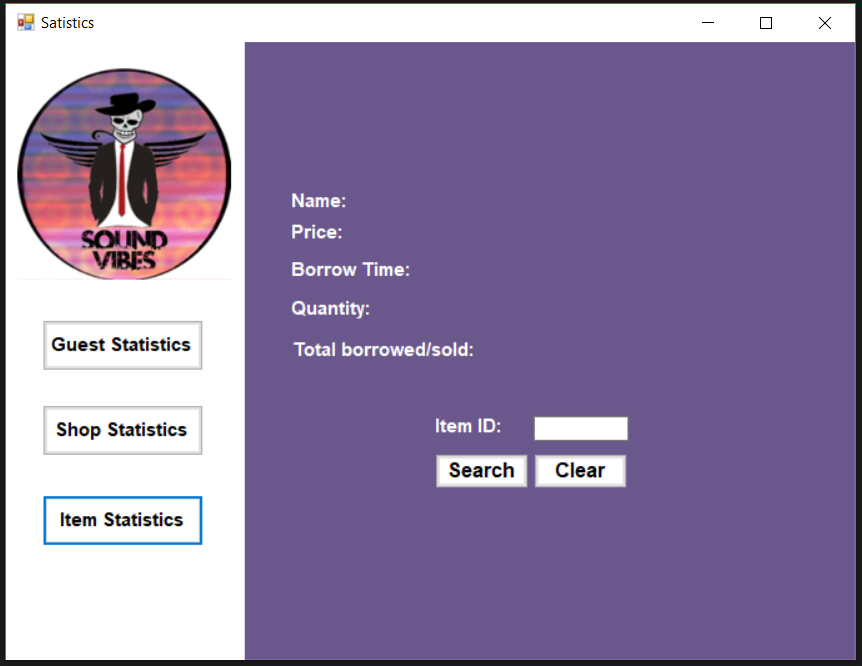 Satistics
SOUND
VIBES
Guest Statistics
Shop Statistics
Item Statistics
Name:
Price:
Borrow Time:
Quantity:
Total borrowed/sold:
Item ID:
Search Clear